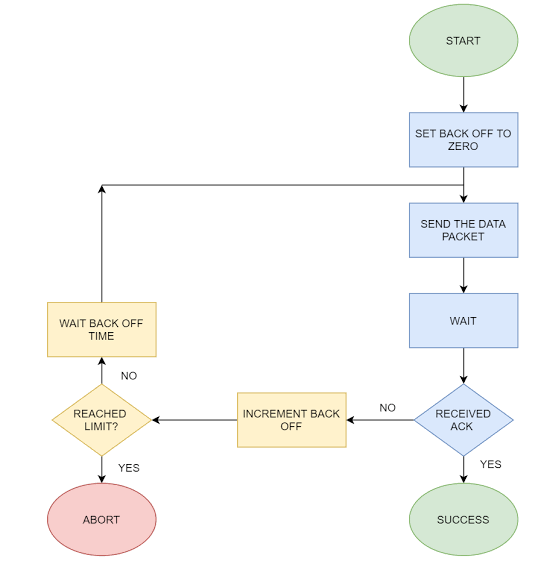 START
SET BACK OFF TO
ZERO
SEND THE DATA
PACKET
WAIT
RECEIVED
ACK
NO
YES
SUCCESS
INCREMENT BACK
OFF
REACHED
LIMIT?
NO
WAIT BACK OFF
TIME
YES
ABORT